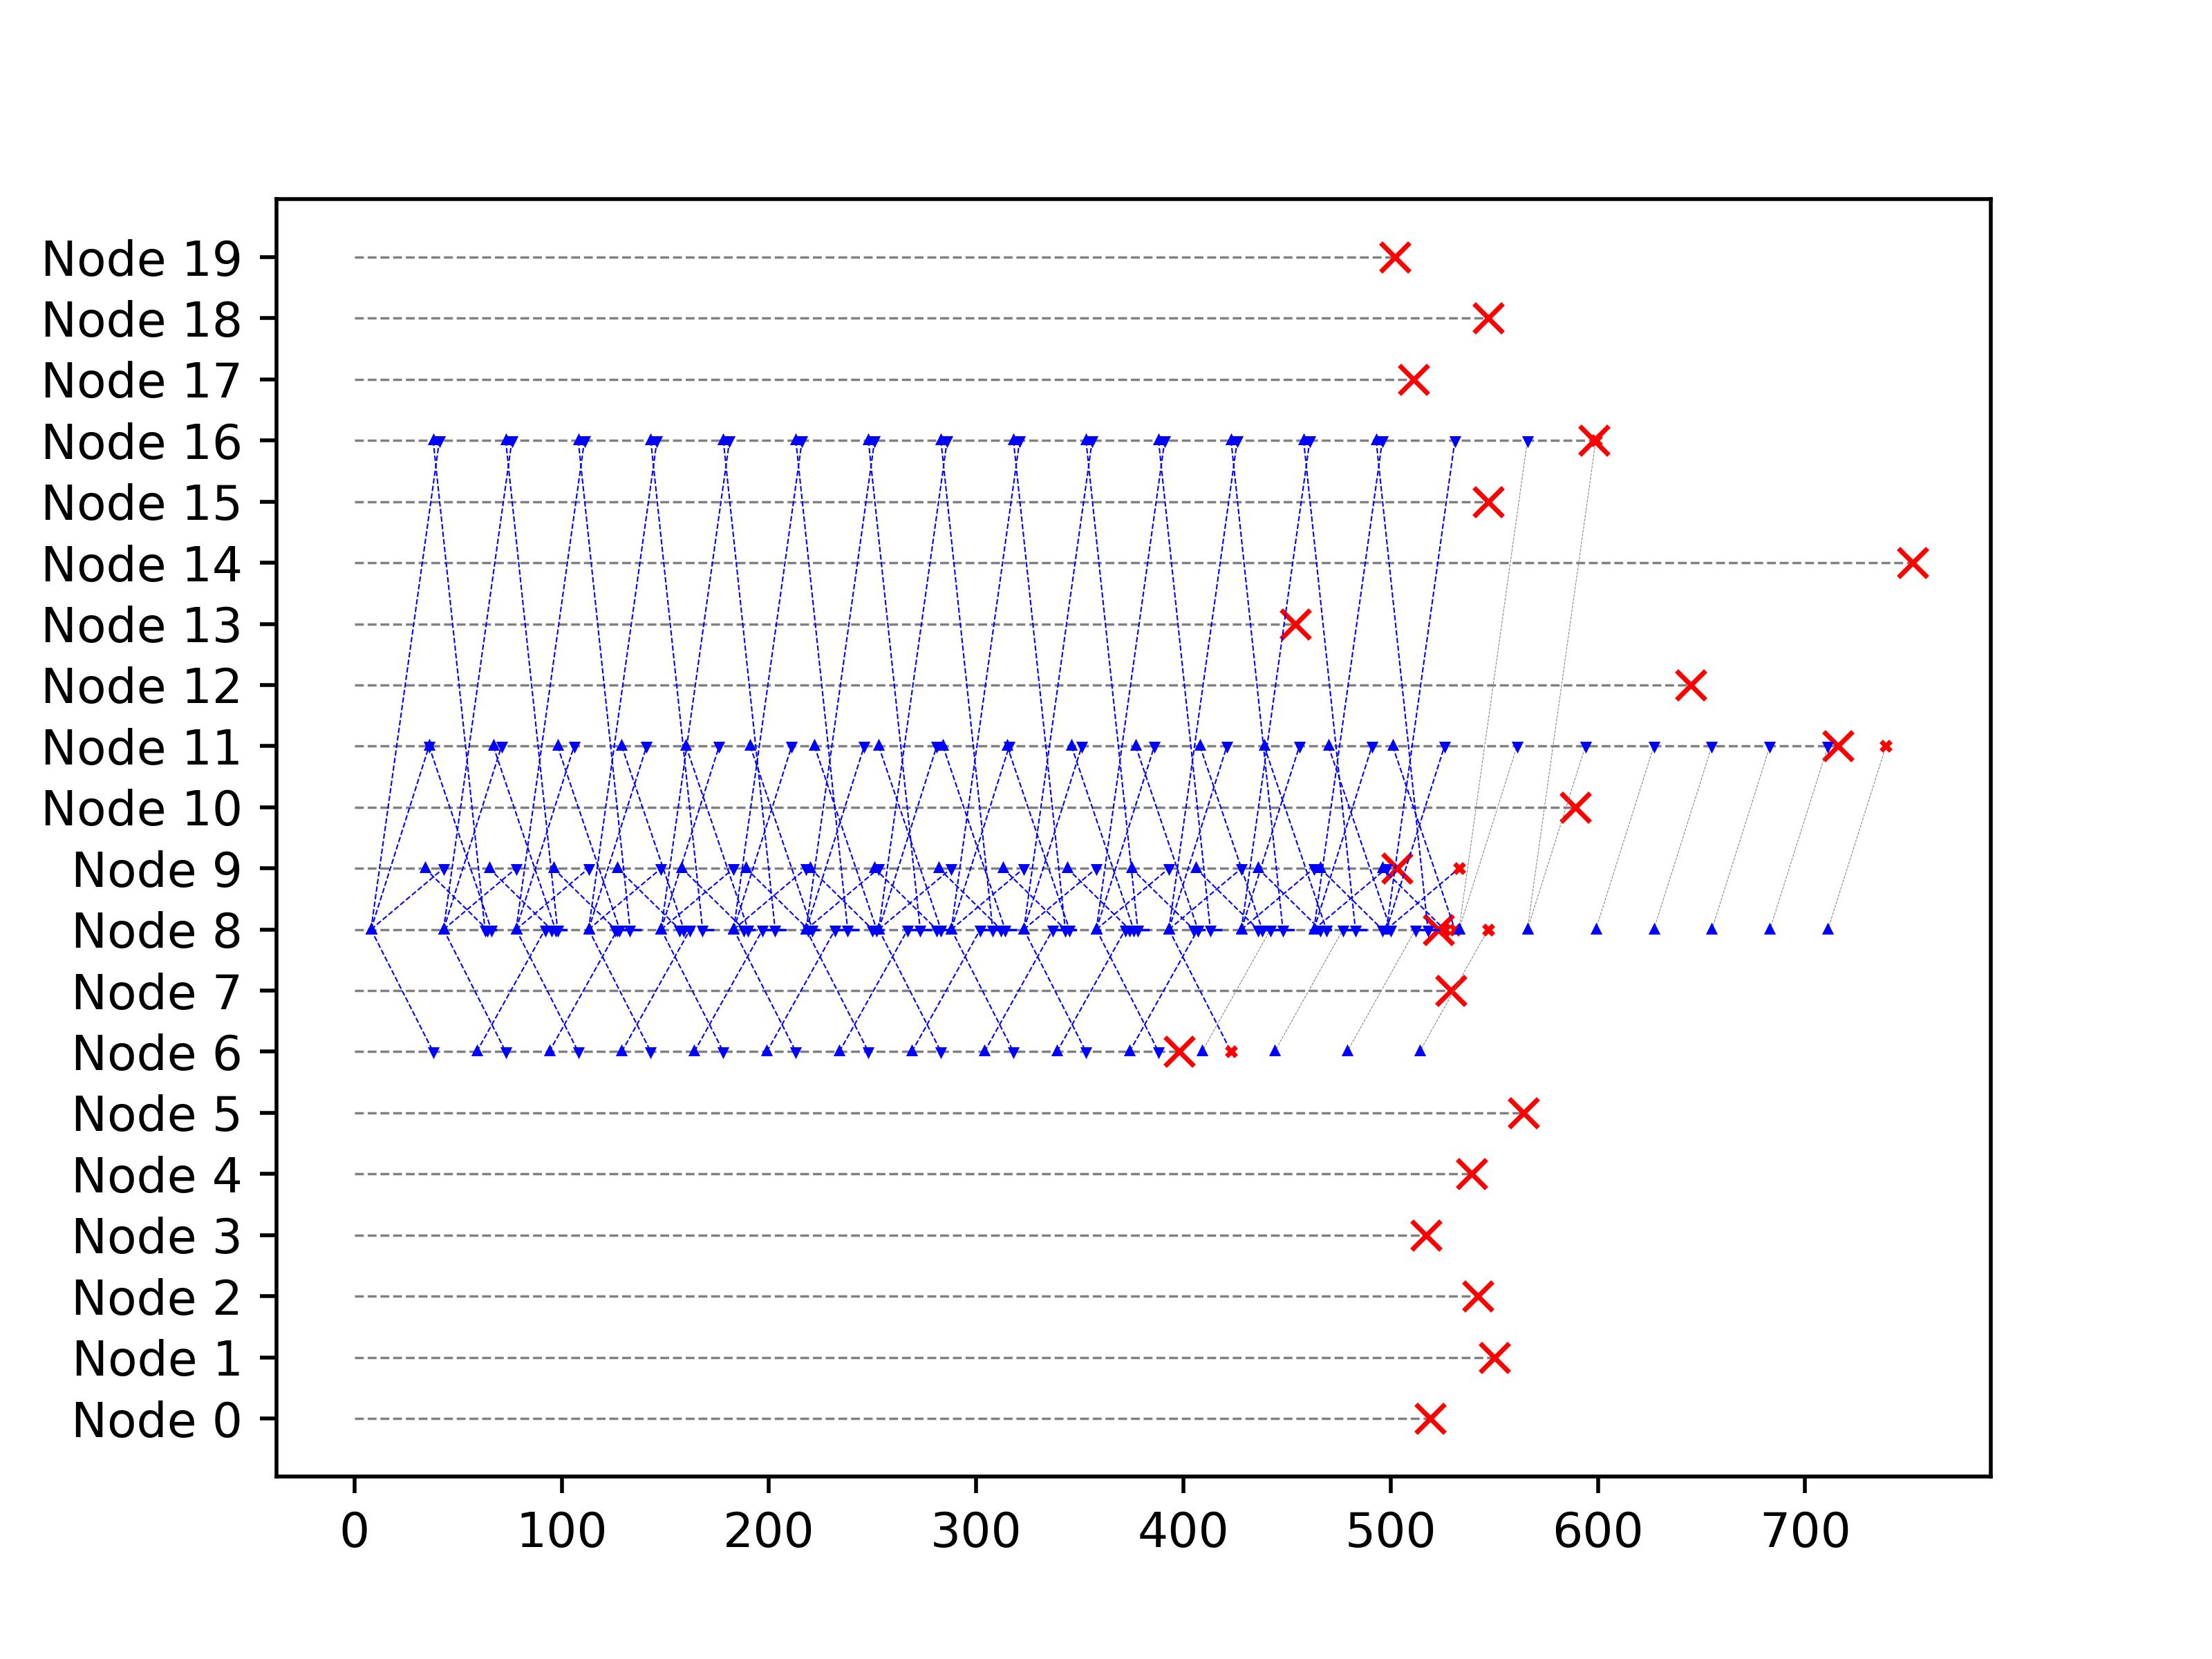 Node 19
Node 18
Node 17
Node 16
Node 15
Node 14
Node 13
Node 12
Node 11
Node 10
Node 9
Node 8
Node 7
Node 6
Node 5
Node 4
Node 3
Node 2
Node 1
Node 0
0 100 200 300 400 500 600 700